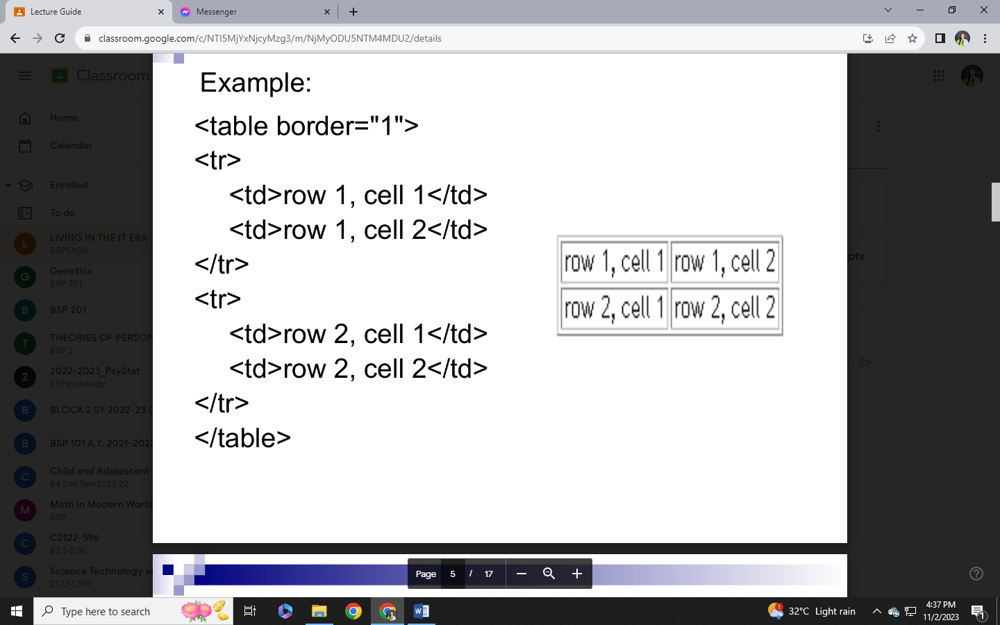 Lecture Guide
Messenger
classroom.google.com/c/NTI5MjYxNjcyMzg3/m/NjMyODU5NTM4MDU2/details
Classroom
Home
Calendar
Enrolled
To do
L
LIVING IN THE IT ERA
BSPSYCH
G
Genetics
BSP 301
B
BSP 201
T
THEORIES OF PERSON
BSP 2
2
2022-2023_PsyStat
BSPsychology
B
BLOCK 2 SY 2022-23 (
B
BSP 101 A.Y. 2021-2022
C
Child and Adolescent
B4 2nd Sem2021-22
M
Math in Modern World
BSP
C
C2122-596
B2 5-8:30
S
Science Technology a
2122-C597
Example:
<table border="1">
<tr>
<td>row 1, cell 1</td>
<td>row 1, cell 2</td>
</tr>
<tr>
<td>row 2, cell 1</td>
<td>row 2, cell 2</td>
</tr>
</table>
row 1, cell 1 row 1, cell 2
row 2, cell 1 row 2, cell 2
ptx
Page 5 / 17
Type here to search
1
32°C Light rain
4:37 PM
11/2/2023
1